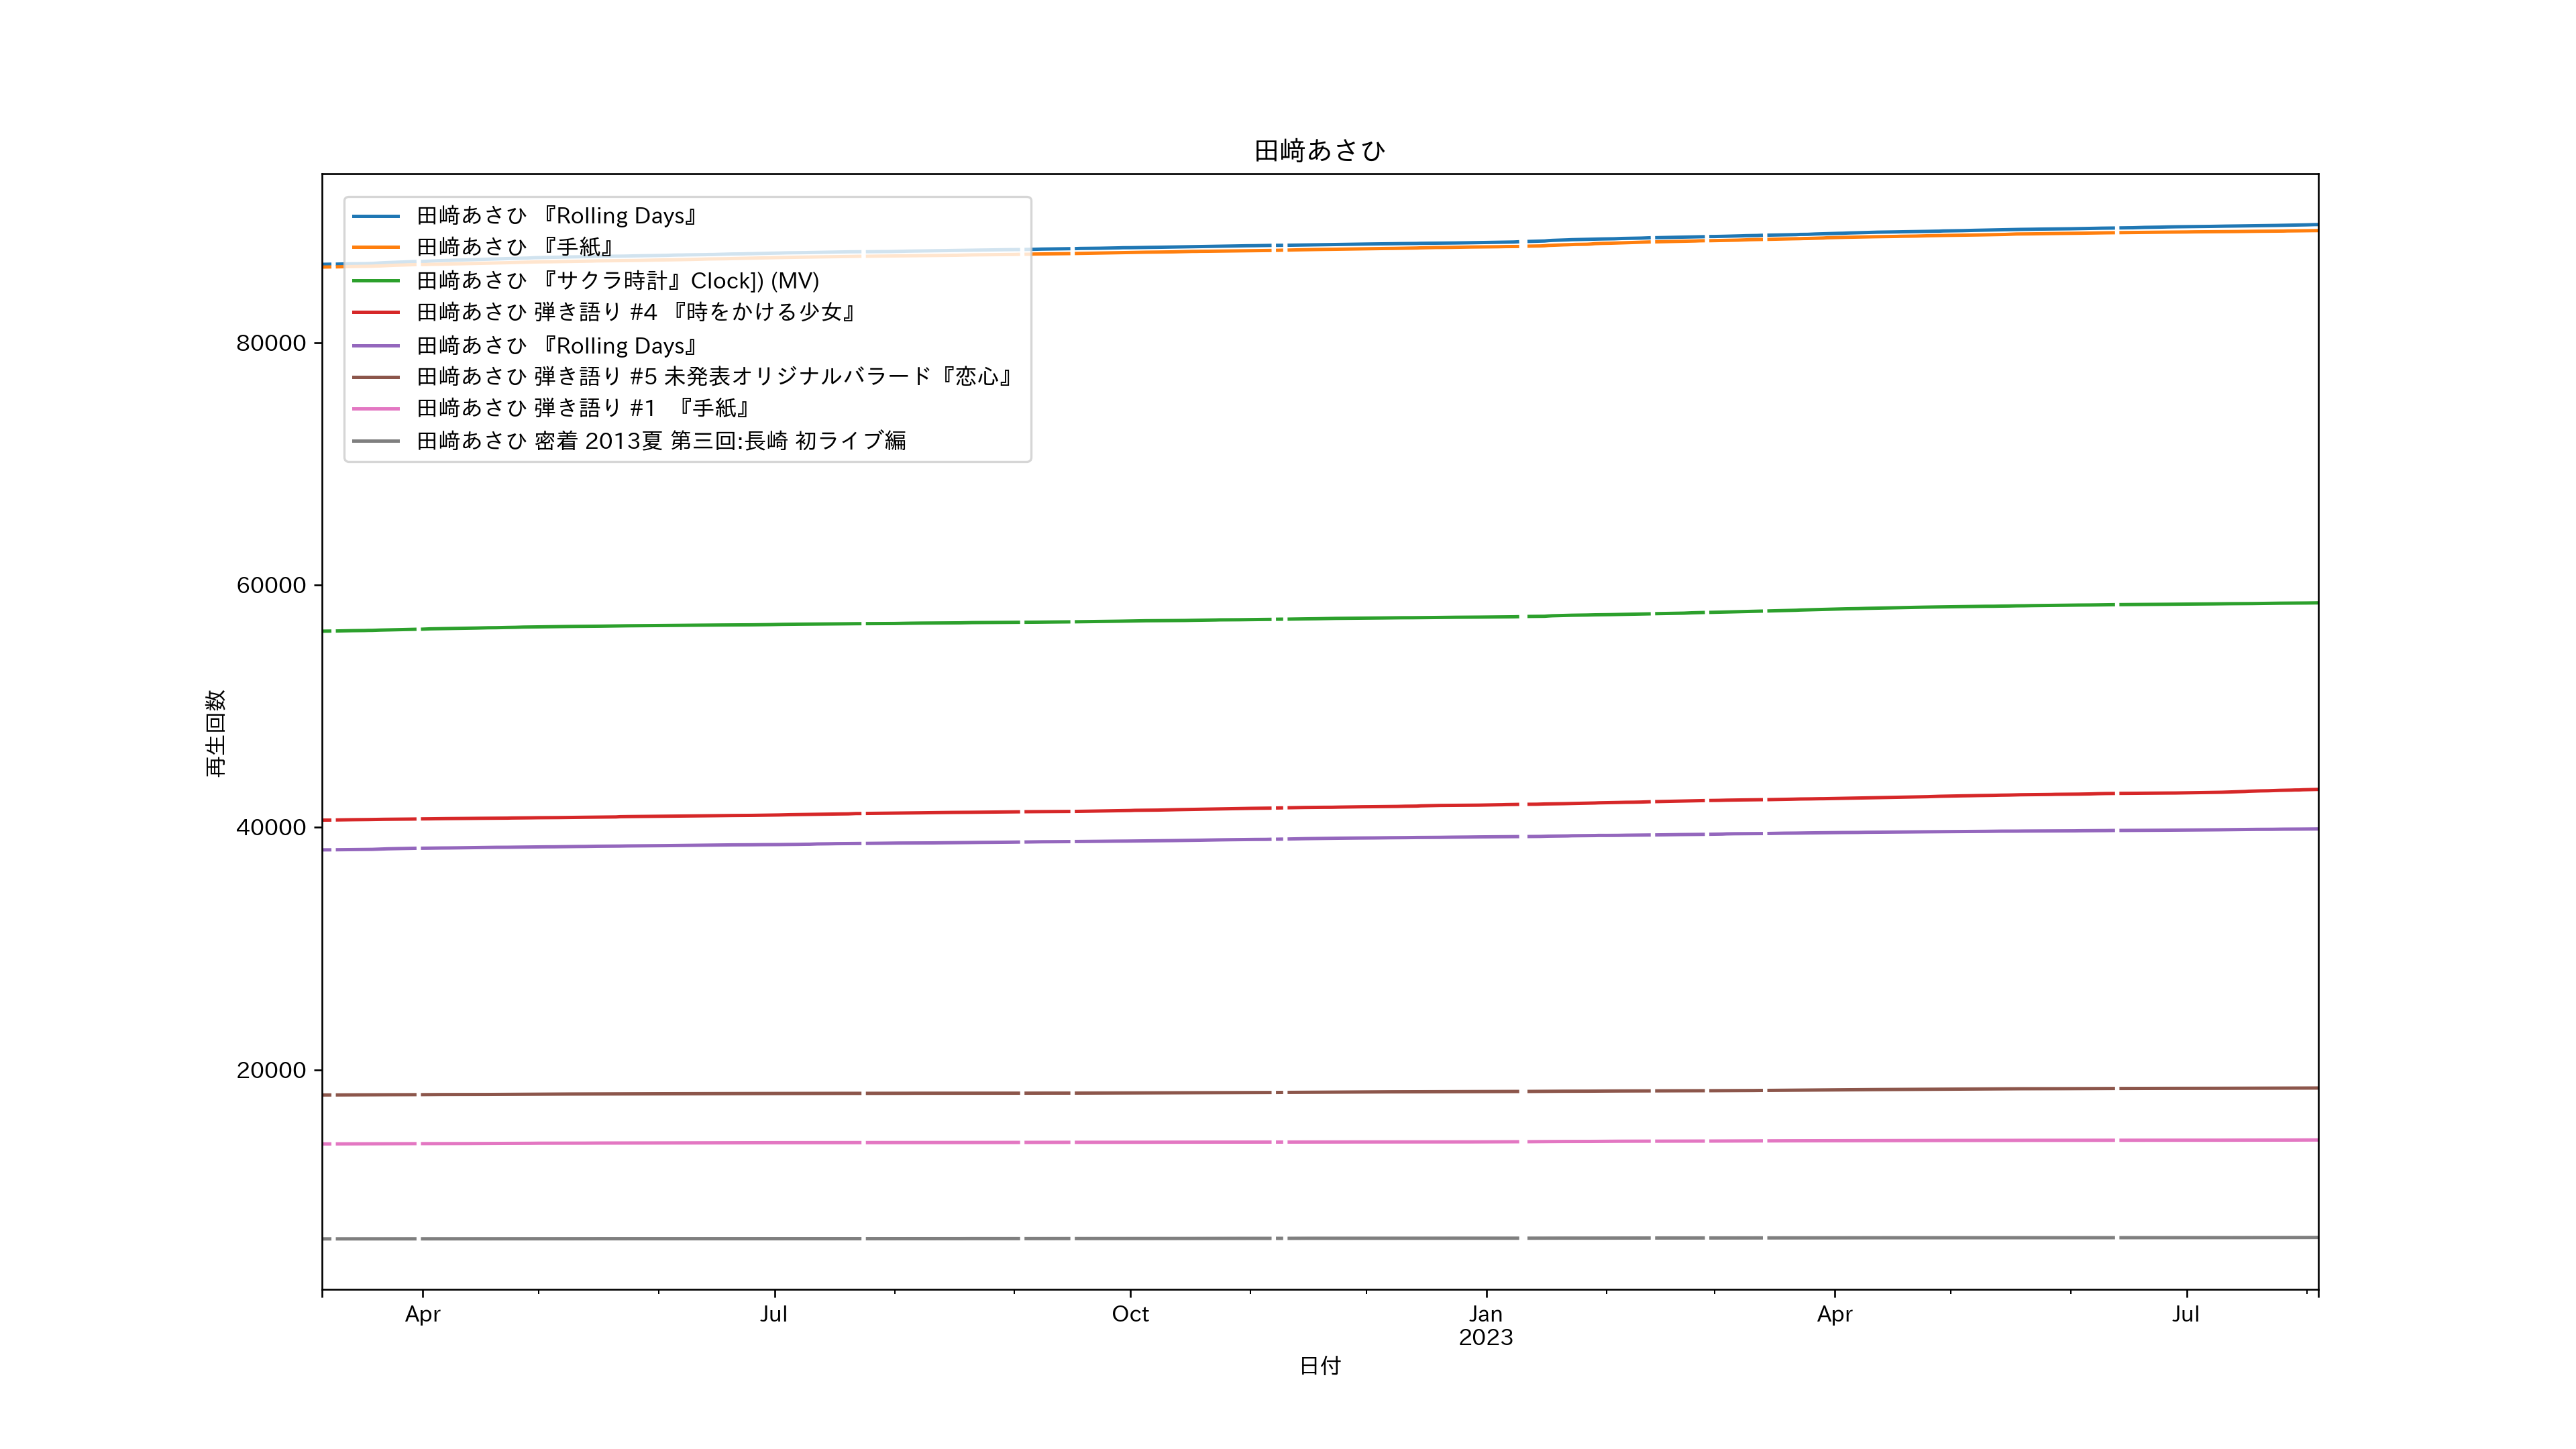 田﨑あさひ
田﨑あさひ 『Rolling Days』
田﨑あさひ 『手紙』
田﨑あさひ 『サクラ時計』Clock]) (MV)
田﨑あさひ 弾き語り #4 『時をかける少女』
田﨑あさひ 『Rolling Days』
田﨑あさひ 弾き語り #5 未発表オリジナルバラード『恋心』
田﨑あさひ 弾き語り #1 『手紙』
田﨑あさひ 密着 2013夏 第三回:長崎 初ライブ編
80000
60000
40000
20000
再生回数
Apr
Jul
Oct
Jan
2023
Apr
Jul
日付